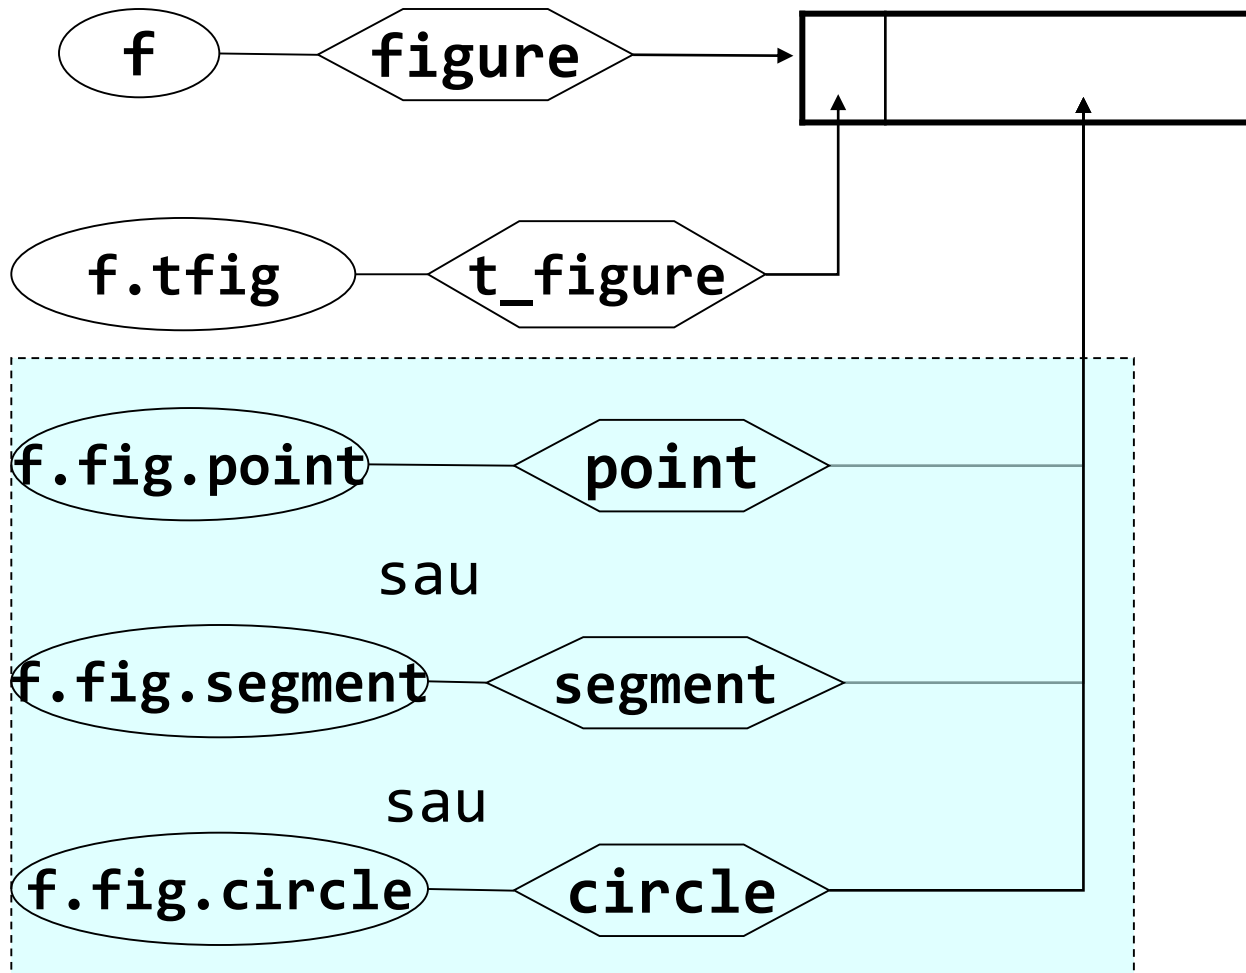 f figure
f.tfig t_figure
f.fig.point point
sau
f.fig.segment segment
sau
f.fig.circle circle